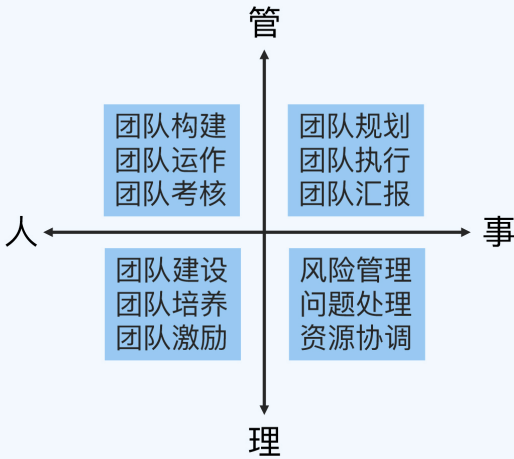 管
团队构建
团队运作
团队考核
团队规划
团队执行
团队汇报
人
事
团队建设
团队培养
团队激励
风险管理
问题处理
资源协调
理